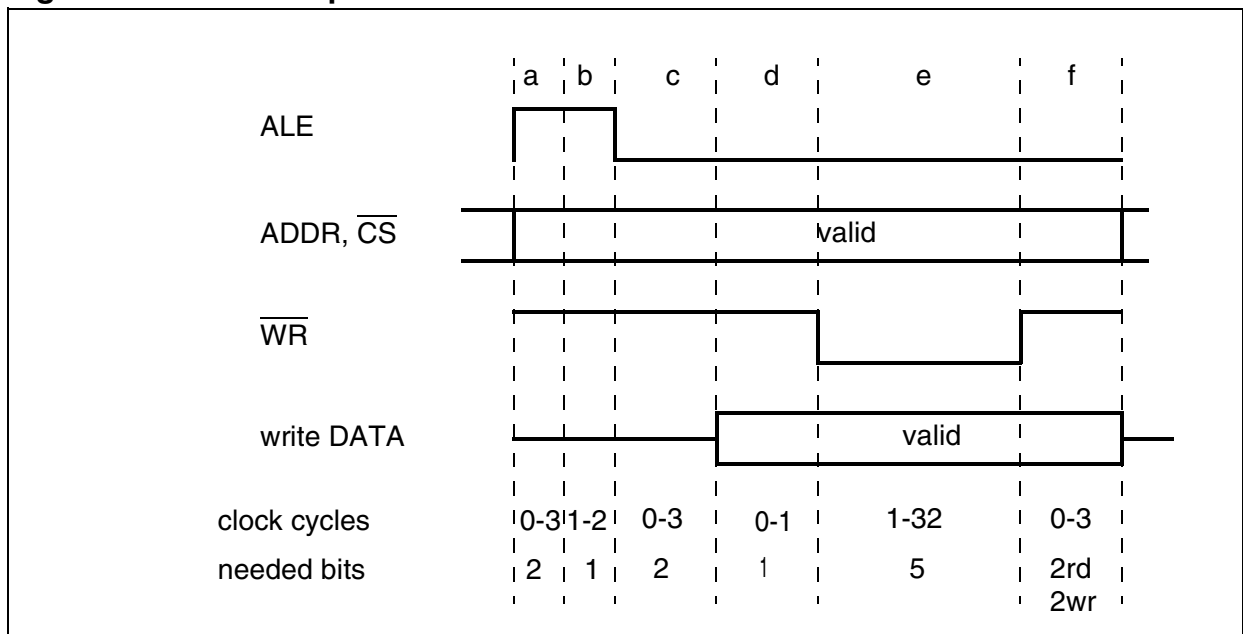 a b c d e f
ALE
ADDR, CS valid
WR
write DATA valid
clock cycles 0-3 1-2 0-3 0-1 1-32 0-3
needed bits 2 1 2 1 5 2rd
2wr